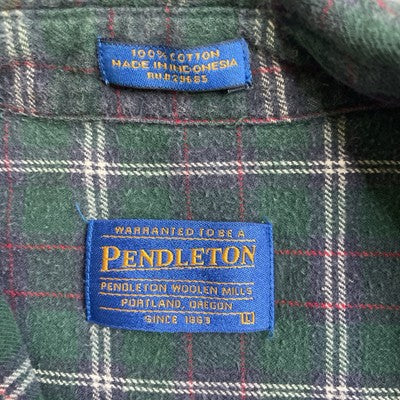 100% COTTON
MADE IN INDONESIA
WARRANTED TO BE A
PENDLETON
PENDLETON WOOLEN MILLS
PORTLAND, OREGON
SINCE 1863 L